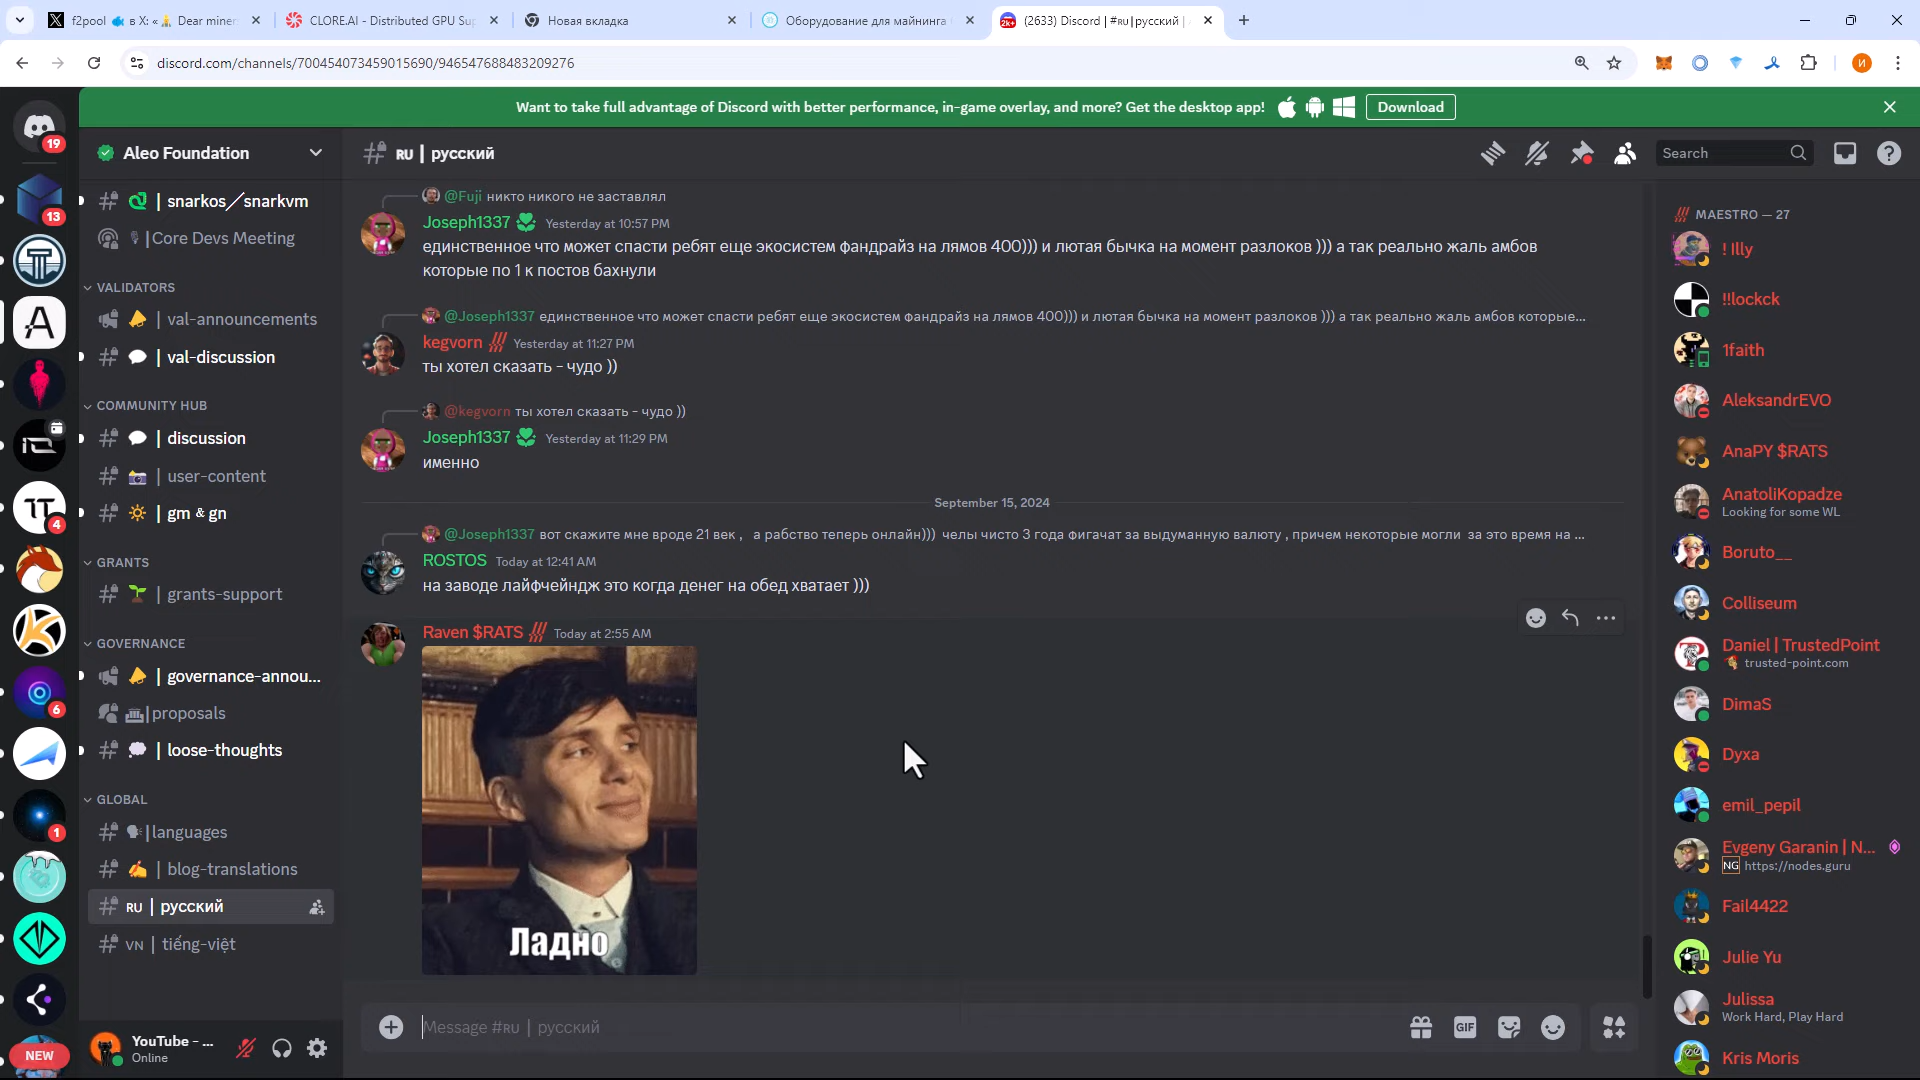 f2pool 🐟 в X: «🙏 Dear miner
CLORE.AI - Distributed GPU Sup
Новая вкладка
Оборудование для майнинга
(2633) Discord | #ʀᴜ|русский |
discord.com/channels/700454073459015690/946547688483209276
Want to take full advantage of Discord with better performance, in-game overlay, and more? Get the desktop app!
Download
19
13
4
6
1
NEW
Aleo Foundation
| snarkos／snarkvm
|Core Devs Meeting
VALIDATORS
| val-announcements
| val-discussion
COMMUNITY HUB
| discussion
| user-content
| gm & gn
GRANTS
| grants-support
GOVERNANCE
| governance-annou...
|proposals
| loose-thoughts
GLOBAL
|languages
| blog-translations
RU | русский
VN | tiếng-việt
YouTube - ...
Online
RU | русский
Search
@Fuji никто никого не заставлял
Joseph1337 Yesterday at 10:57 PM
единственное что может спасти ребят еще экосистем фандрайз на лямов 400))) и лютая бычка на момент разлоков ))) а так реально жаль амбов
которые по 1 к постов бахнули
@Joseph1337 единственное что может спасти ребят еще экосистем фандрайз на лямов 400))) и лютая бычка на момент разлоков ))) а так реально жаль амбов которые...
kegvorn Yesterday at 11:27 PM
ты хотел сказать - чудо ))
@kegvorn ты хотел сказать - чудо ))
Joseph1337 Yesterday at 11:29 PM
именно
September 15, 2024
@Joseph1337 вот скажите мне вроде 21 век , а рабство теперь онлайн))) челы чисто 3 года фигачат за выдуманную валюту , причем некоторые могли за это время на ...
ROSTOS Today at 12:41 AM
на заводе лайфчейндж это когда денег на обед хватает )))
Raven $RATS Today at 2:55 AM
Ладно
Message #RU | русский
GIF
MAESTRO — 27
! Illy
!!lockck
1faith
AleksandrEVO
AnaPY $RATS
AnatoliKopadze
Looking for some WL
Boruto__
Colliseum
Daniel | TrustedPoint
trusted-point.com
DimaS
Dyxa
emil_pepil
Evgeny Garanin | N...
NG https://nodes.guru
Fail4422
Julie Yu
Julissa
Work Hard, Play Hard
Kris Moris